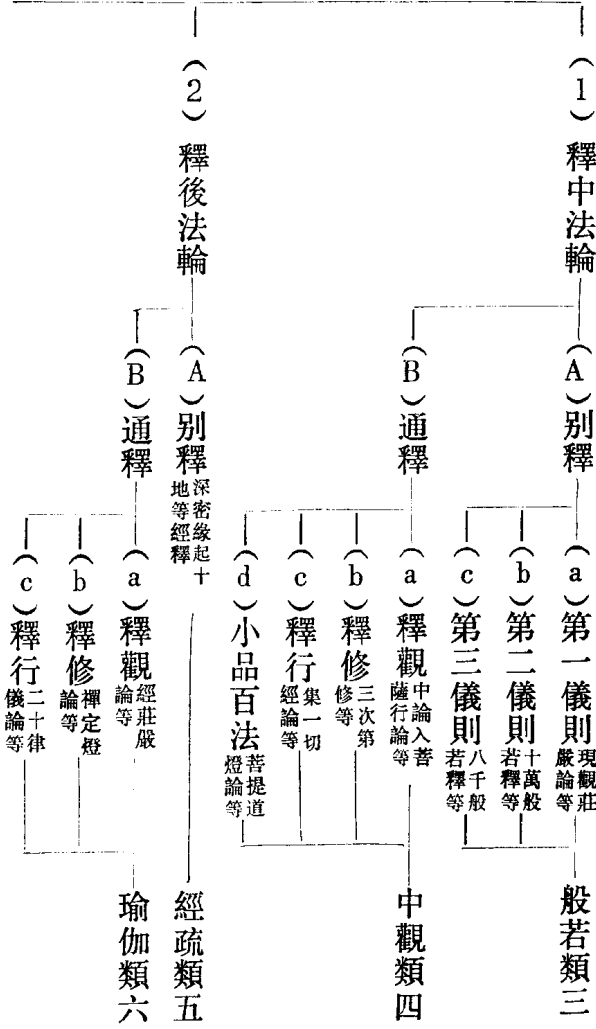 （1）釋中法輪
（A）別釋
（a）第一儀則 現觀莊嚴論等
（b）第二儀則 十萬般若釋等
（c）第三儀則 八千般若釋等
般若類三
（B）通釋
（a）釋觀 中論入菩薩行論等
（b）釋修 三次第修等
（c）釋行 集一切經論等
（d）小品百法 菩提道燈論等
中觀類四
（2）釋後法輪
（A）別釋 深密緣起十地等經釋
經疏類五
（B）通釋
（a）釋觀 經莊嚴論等
（b）釋修 禪定燈論等
（c）釋行 二十律儀論等
瑜伽類六